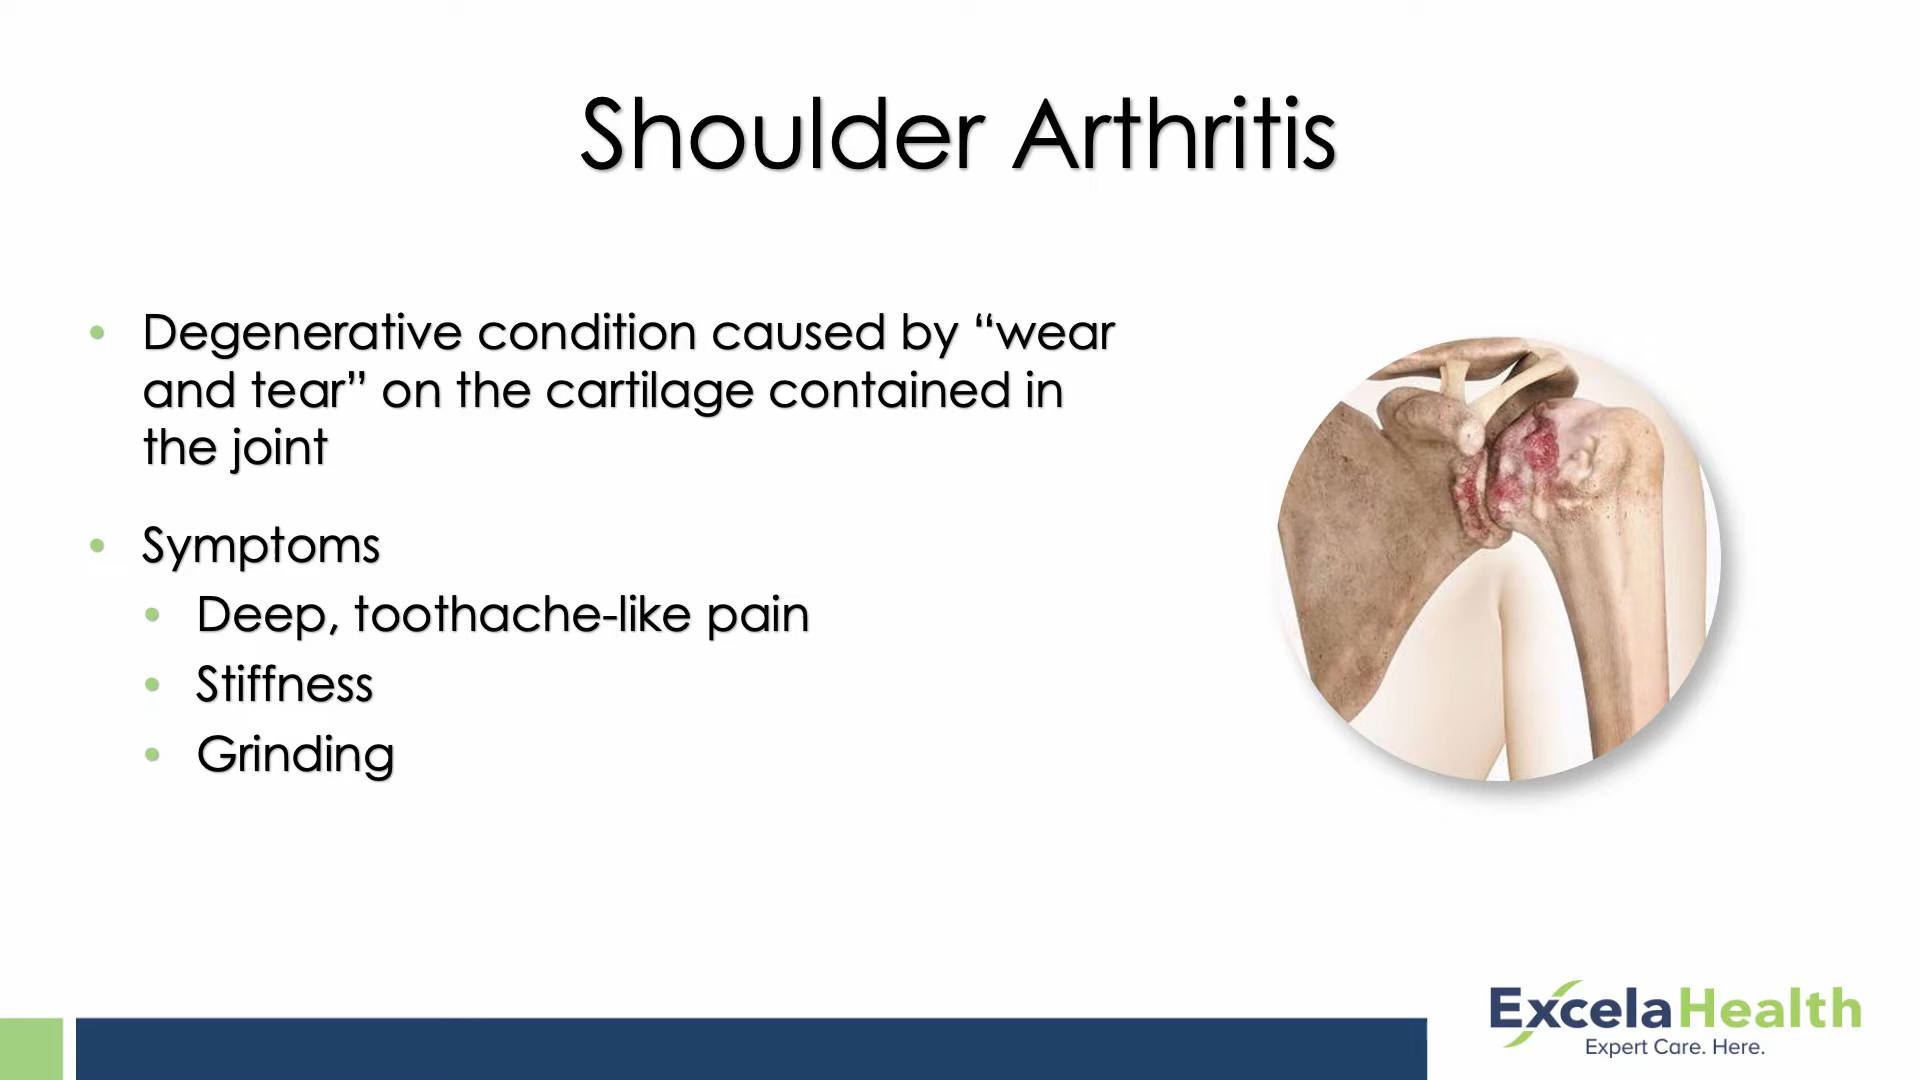 Shoulder Arthritis
• Degenerative condition caused by “wear
and tear” on the cartilage contained in
the joint
• Symptoms
• Deep, toothache-like pain
• Stiffness
• Grinding
ExcelaHealth
Expert Care. Here.